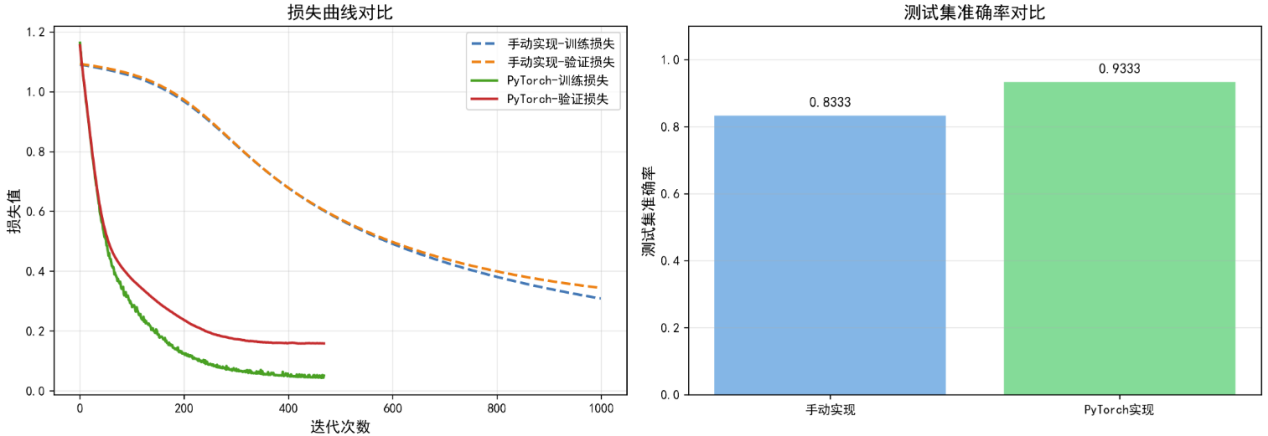 损失曲线对比
1.2
1.0
0.8
0.6
0.4
0.2
0.0
损失值
手动实现-训练损失
手动实现-验证损失
PyTorch-训练损失
PyTorch-验证损失
0 200 400 600 800 1000
迭代次数
测试集准确率对比
1.0
0.8
0.6
0.4
0.2
0.0
测试集准确率
0.8333
0.9333
手动实现 PyTorch实现